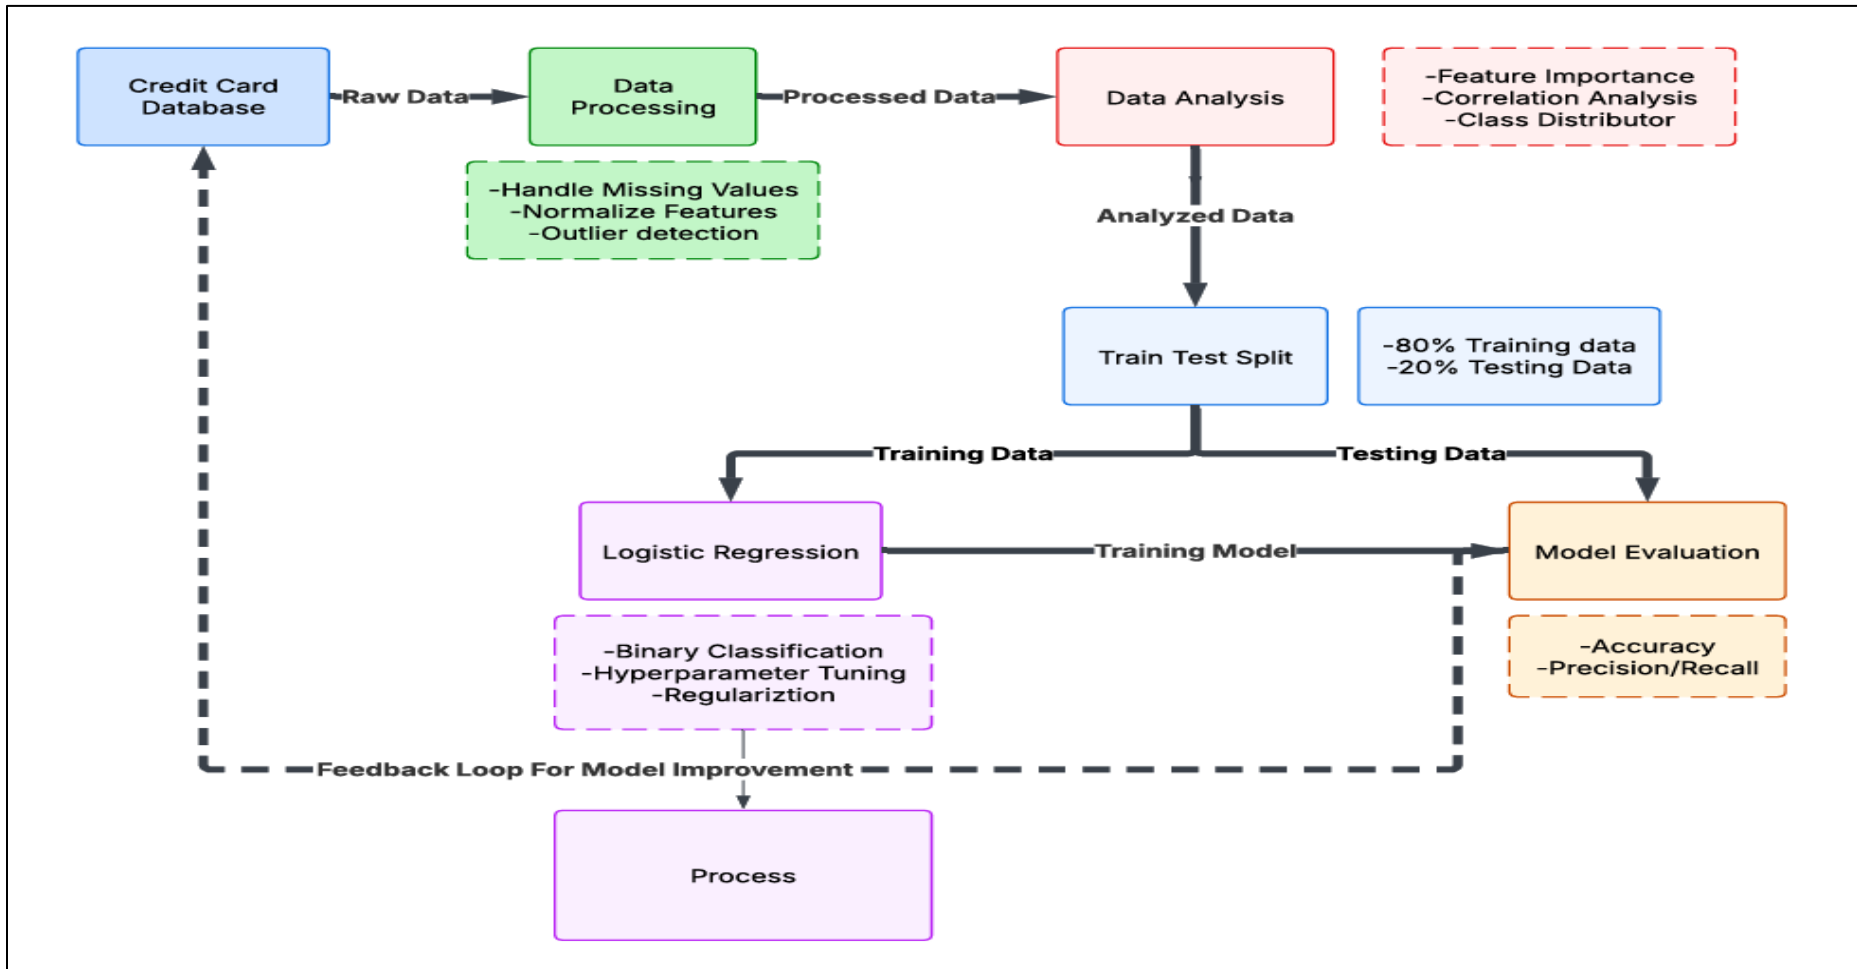 Credit Card
Database
Raw Data
Data
Processing
Processed Data
Data Analysis
-Feature Importance
-Correlation Analysis
-Class Distributor
-Handle Missing Values
-Normalize Features
-Outlier detection
Analyzed Data
Train Test Split
-80% Training data
-20% Testing Data
Training Data
Testing Data
Logistic Regression
Training Model
Model Evaluation
-Binary Classification
-Hyperparameter Tuning
-Regulariztion
-Accuracy
-Precision/Recall
Feedback Loop For Model Improvement
Process